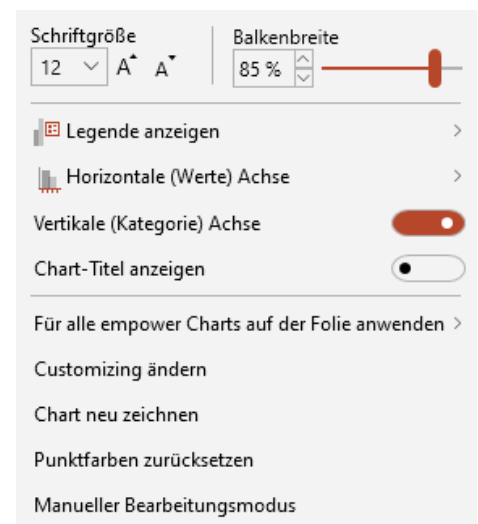 Schriftgröße
Balkenbreite
12
A
A
85 %
Legende anzeigen
Horizontale (Werte) Achse
Vertikale (Kategorie) Achse
Chart-Titel anzeigen
Für alle empower Charts auf der Folie anwenden
Customizing ändern
Chart neu zeichnen
Punktfarben zurücksetzen
Manueller Bearbeitungsmodus